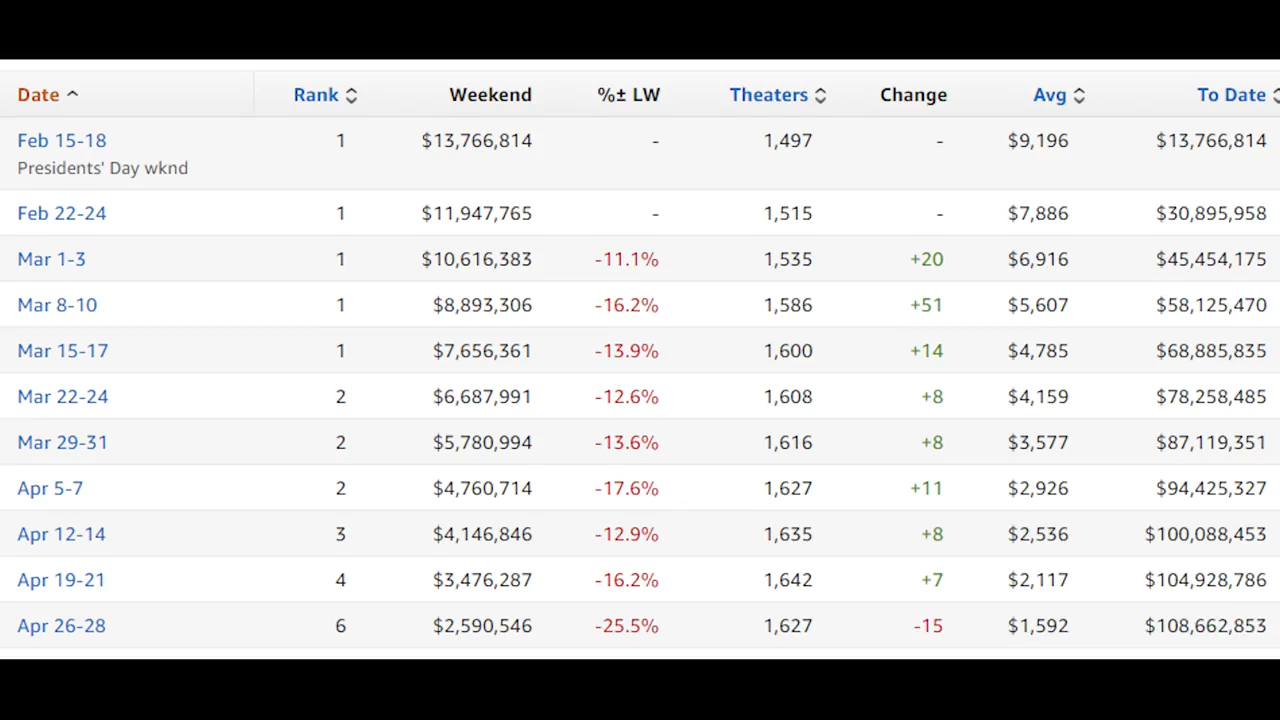 Date Rank Weekend %± LW Theaters Change Avg To Date
Feb 15-18 1 $13,766,814 - 1,497 - $9,196 $13,766,814
Presidents' Day wknd
Feb 22-24 1 $11,947,765 - 1,515 - $7,886 $30,895,958
Mar 1-3 1 $10,616,383 -11.1% 1,535 +20 $6,916 $45,454,175
Mar 8-10 1 $8,893,306 -16.2% 1,586 +51 $5,607 $58,125,470
Mar 15-17 1 $7,656,361 -13.9% 1,600 +14 $4,785 $68,885,835
Mar 22-24 2 $6,687,991 -12.6% 1,608 +8 $4,159 $78,258,485
Mar 29-31 2 $5,780,994 -13.6% 1,616 +8 $3,577 $87,119,351
Apr 5-7 2 $4,760,714 -17.6% 1,627 +11 $2,926 $94,425,327
Apr 12-14 3 $4,146,846 -12.9% 1,635 +8 $2,536 $100,088,453
Apr 19-21 4 $3,476,287 -16.2% 1,642 +7 $2,117 $104,928,786
Apr 26-28 6 $2,590,546 -25.5% 1,627 -15 $1,592 $108,662,853